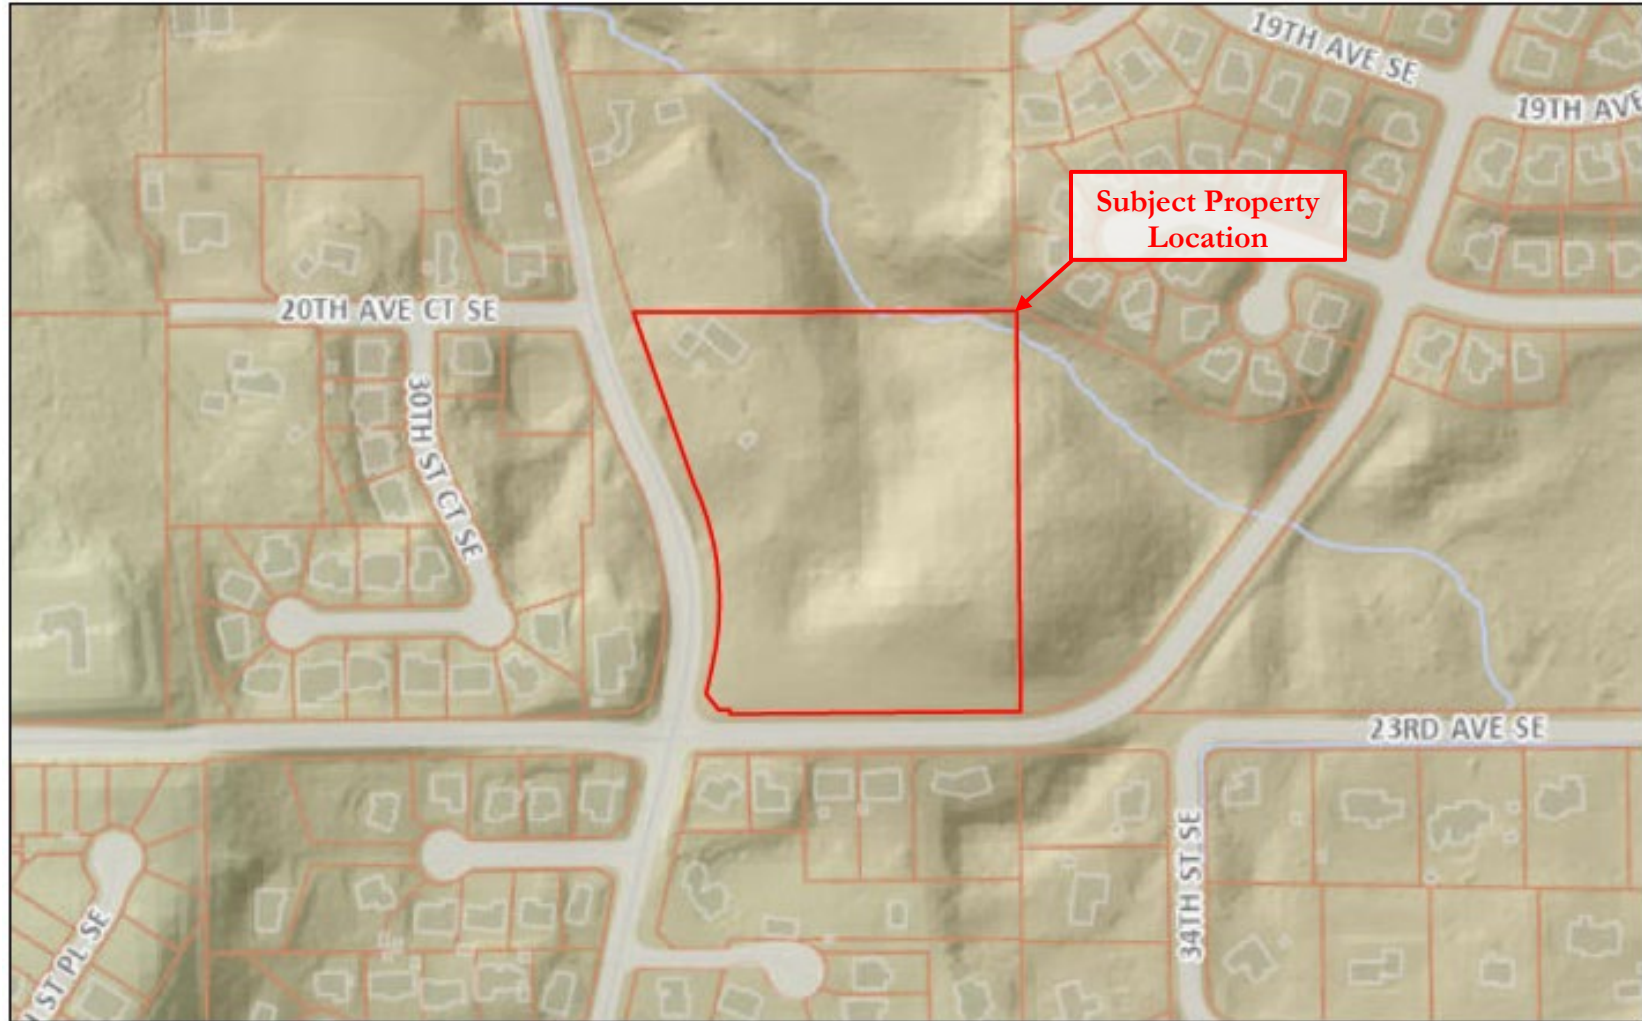 19TH AVE SE
19TH AVE
Subject Property
Location
20TH AVE CT SE
30TH ST CT SE
23RD AVE SE
34TH ST SE
ST PL SE